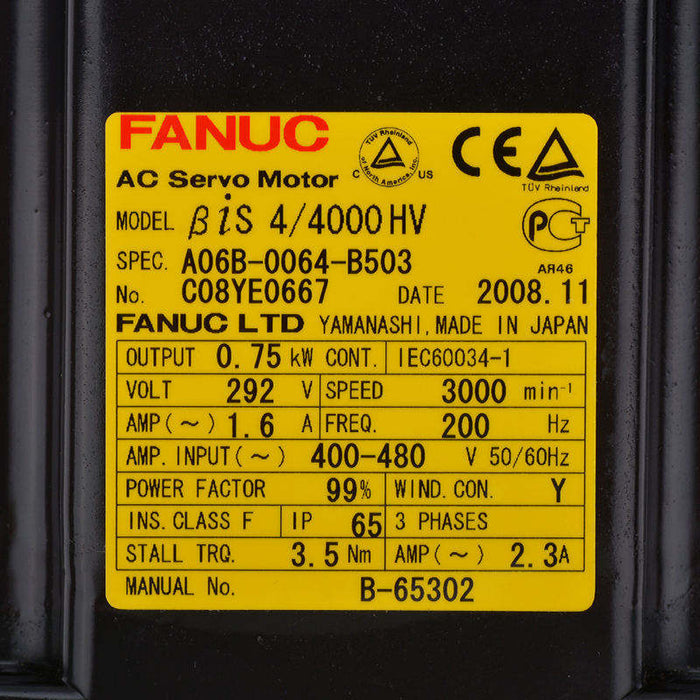 FANUC
TÜV Rheinland
of North America, Inc.
C US
CE
TÜV Rheinland
AC Servo Motor
MODEL βiS 4/4000HV
PCT
SPEC. A06B-0064-B503
АЯ46
No. C08YE0667 DATE 2008.11
FANUC LTD YAMANASHI, MADE IN JAPAN
OUTPUT 0.75 kW CONT. IEC60034-1
VOLT 292 V SPEED 3000 min⁻¹
AMP(~) 1.6 A FREQ. 200 Hz
AMP. INPUT(~) 400-480 V 50/60Hz
POWER FACTOR 99% WIND. CON. Y
INS. CLASS F IP 65 3 PHASES
STALL TRQ. 3.5 Nm AMP(~) 2.3A
MANUAL No. B-65302